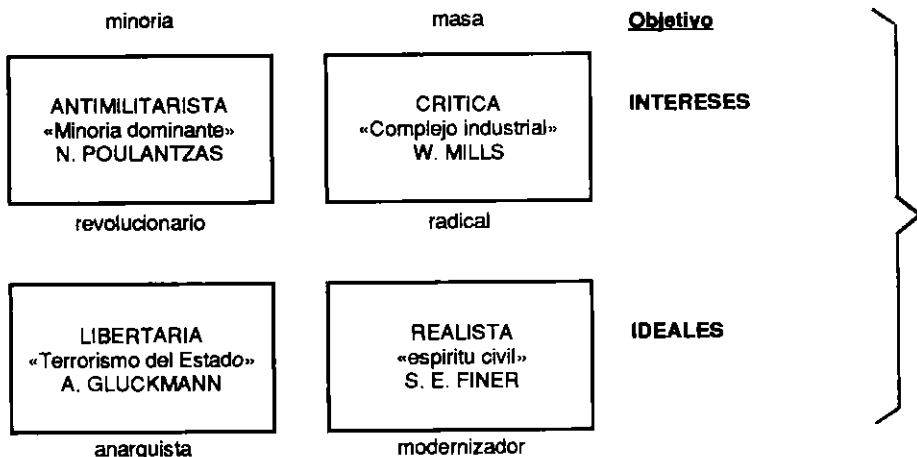 minoria masa Objetivo
ANTIMILITARISTA
«Minoria dominante»
N. POULANTZAS
revolucionario
CRITICA
«Complejo industrial»
W. MILLS
radical
INTERESES
LIBERTARIA
«Terrorismo del Estado»
A. GLUCKMANN
anarquista
REALISTA
«espiritu civil»
S. E. FINER
modernizador
IDEALES